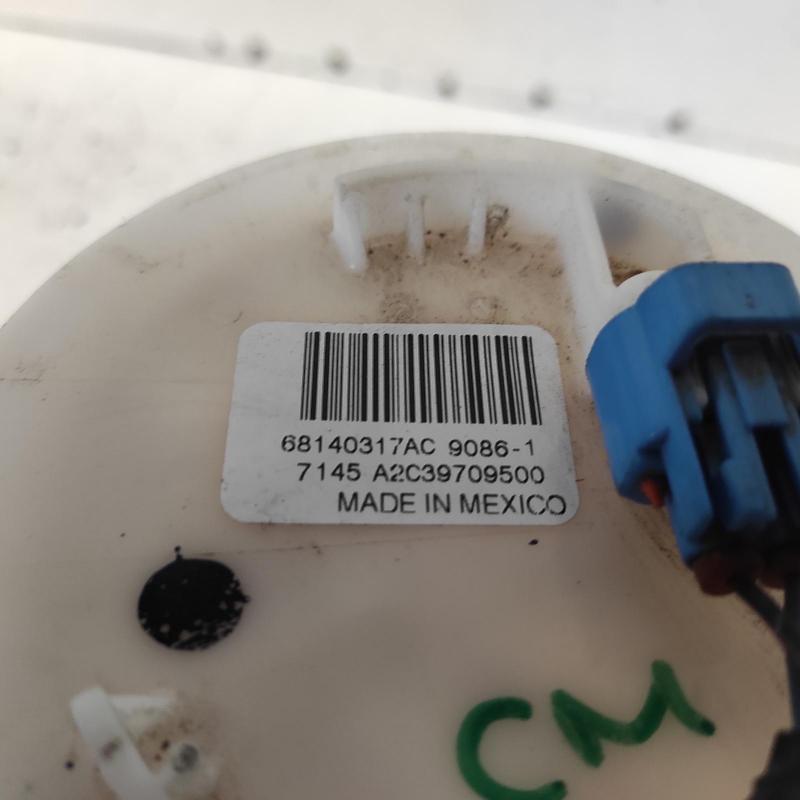 68140317AC 9086-1
7145 A2C39709500
MADE IN MEXICO
CM